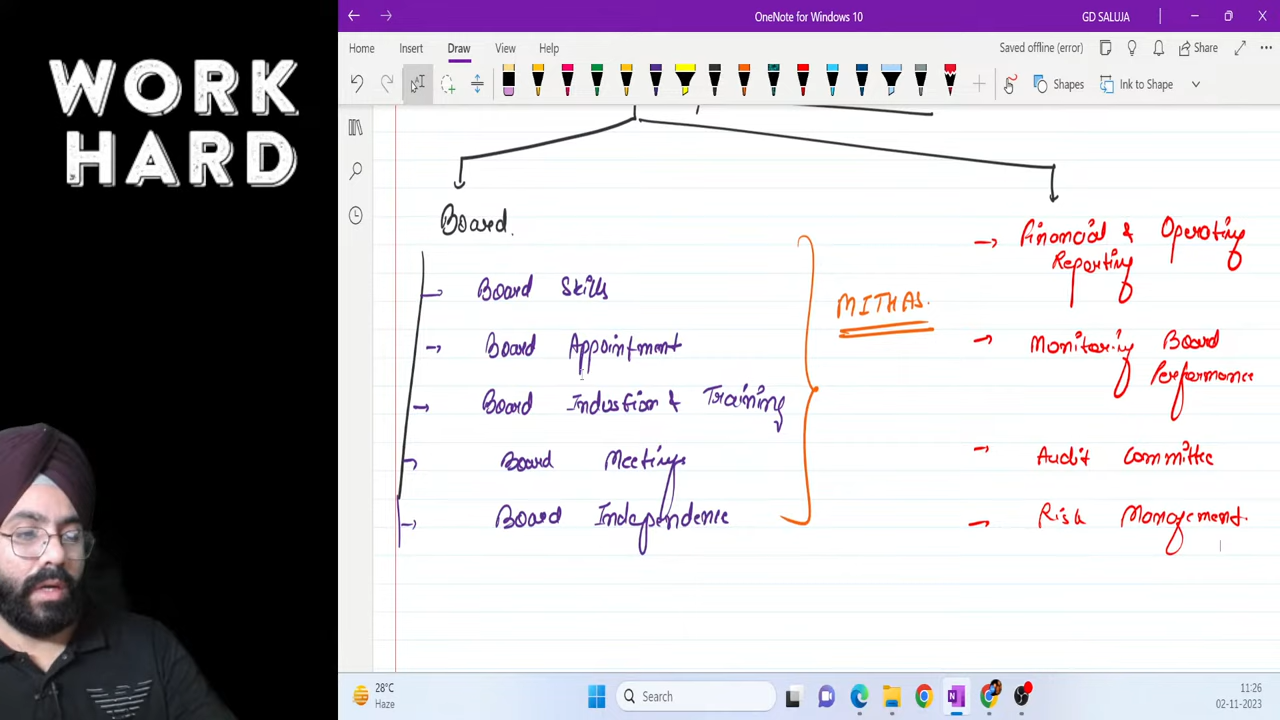 WORK
HARD
OneNote for Windows 10
GD SALUJA
Home
Insert
Draw
View
Help
Saved offline (error)
Share
Shapes
Ink to Shape
Board.
Board Skills
Board Appointment
Board Industion & Training
Board Meetings
Board Independence
MITHAS.
Financial & Operating
Reporting
Monitoring Board
Performance
Audit Committee
Risk Management.
28°C
Haze
Search
11:26
02-11-2023